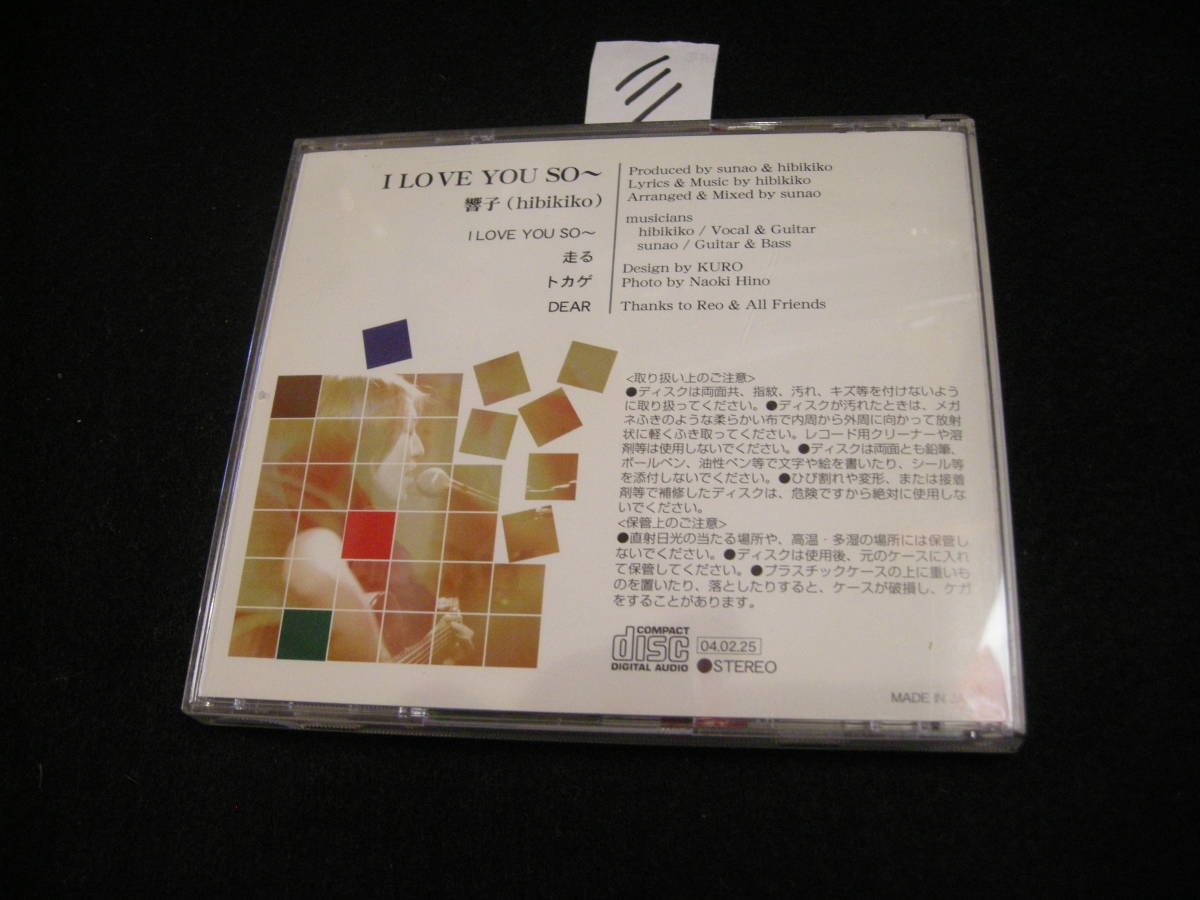 I LOVE YOU SO～
響子(hibikiko)
I LOVE YOU SO～
走る
トカゲ
DEAR
Produced by sunao & hibikiko
Lyrics & Music by hibikiko
Arranged & Mixed by sunao
musicians
hibikiko / Vocal & Guitar
sunao / Guitar & Bass
Design by KURO
Photo by Naoki Hino
Thanks to Reo & All Friends
<取り扱い上のご注意>
●ディスクは両面共、指紋、汚れ、キズ等を付けないよう
に取り扱ってください。●ディスクが汚れたときは、メガ
ネふきのような柔らかい布で内周から外周に向かって放射
状に軽くふき取ってください。レコード用クリーナーや溶
剤等は使用しないでください。●ディスクは両面とも鉛筆、
ボールペン、油性ペン等で文字や絵を書いたり、シール等
を添付しないでください。●ひび割れや変形、または接着
剤等で補修したディスクは、危険ですから絶対に使用しな
いでください。
<保管上のご注意>
●直射日光の当たる場所や、高温・多湿の場所には保管し
ないでください。●ディスクは使用後、元のケースに入れ
て保管してください。●プラスチックケースの上に重いも
のを置いたり、落としたりすると、ケースが破損し、ケガ
をすることがあります。
COMPACT
disc
DIGITAL AUDIO
04.02.25
●STEREO
MADE IN